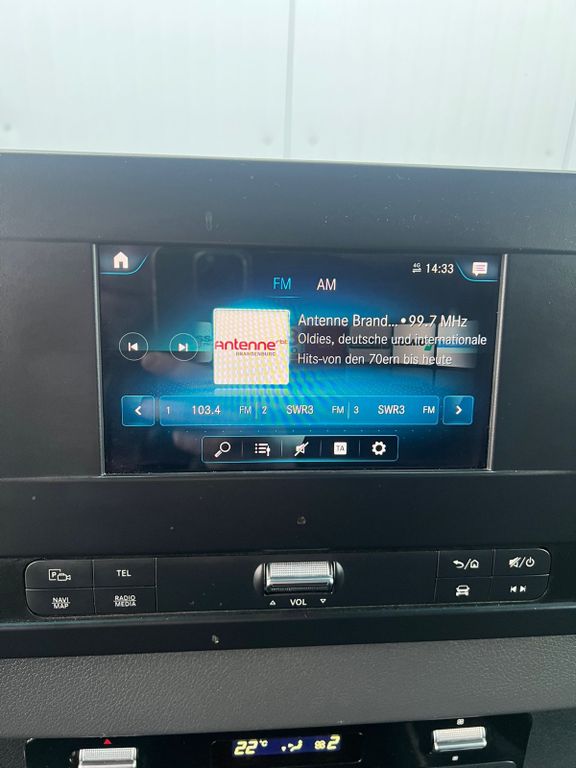 4G 14:33
FM AM
Antenne Brand... • 99.7 MHz
Oldies, deutsche und internationale
Hits-von den 70ern bis heute
Antenne rbb
BRANDENBURG
1 103.4 FM 2 SWR3 FM 3 SWR3 FM
TA
P TEL
NAVI
MAP
RADIO
MEDIA
VOL
22°C 2